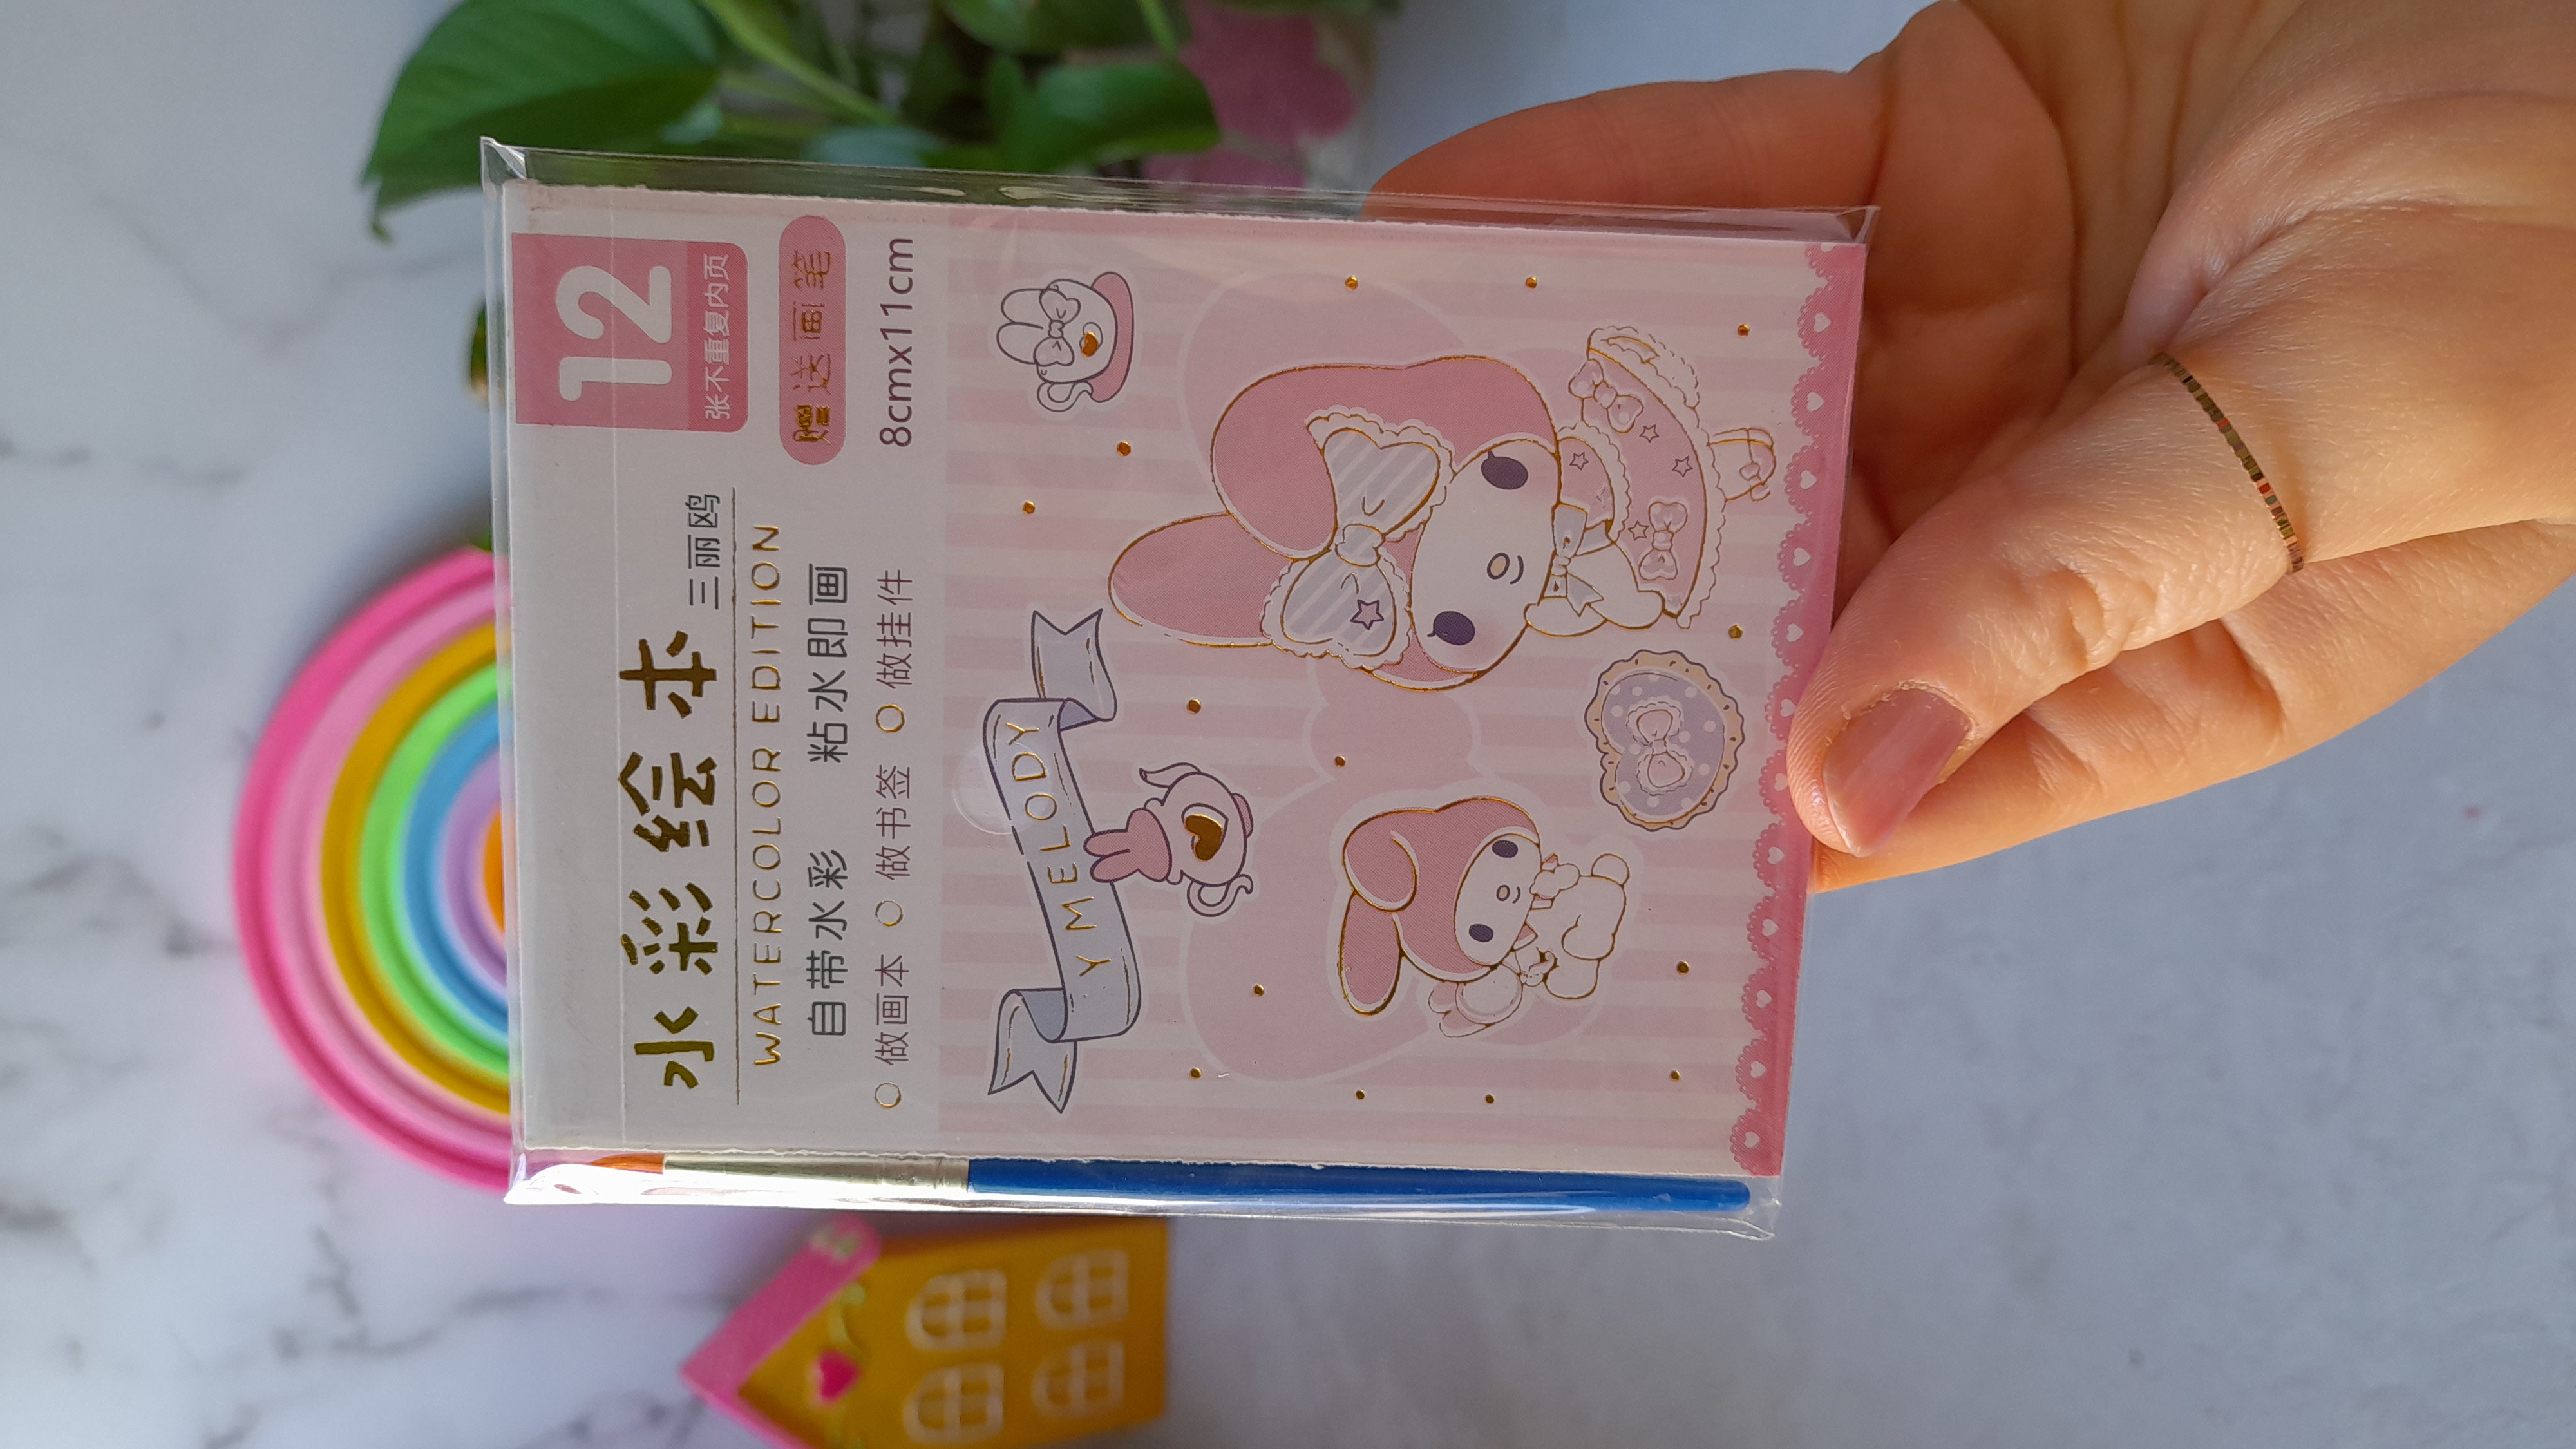 12
张不重复内页
水彩绘本
三丽鸥
WATERCOLOR EDITION
赠送画笔
自带水彩 粘水即画
8cmx11cm
做画本 做书签 做挂件
Y MELODY